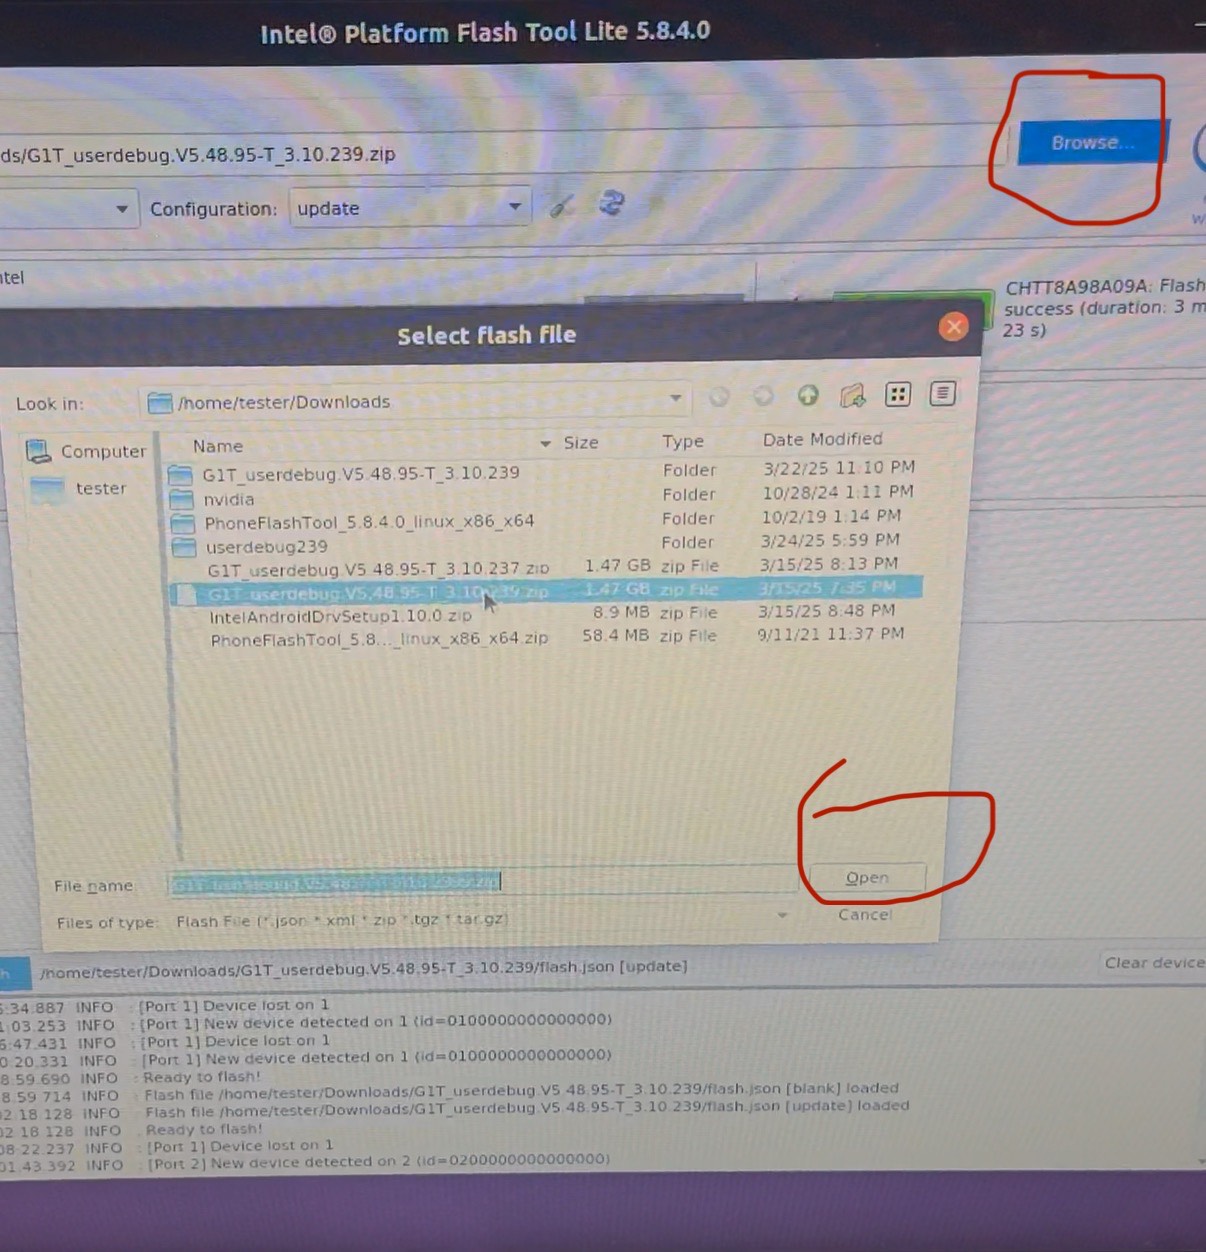 Intel® Platform Flash Tool Lite 5.8.4.0
ds/G1T_userdebug.V5.48.95-T_3.10.239.zip
Browse...
Configuration: update
ntel
CHTT8A98A09A: Flash
success (duration: 3 m
23 s)
Select flash file
Look in: /home/tester/Downloads
Computer
tester
Name Size Type Date Modified
G1T_userdebug.V5.48.95-T_3.10.239 Folder 3/22/25 11:10 PM
nvidia Folder 10/28/24 1:11 PM
PhoneFlashTool_5.8.4.0_linux_x86_x64 Folder 10/2/19 1:14 PM
userdebug239 Folder 3/24/25 5:59 PM
G1T_userdebug.V5 48.95-T_3.10.237 zip 1.47 GB zip File 3/15/25 8:13 PM
G1T_userdebug.V5.48.95-T_3.10.239.zip 1.47 GB zip File 3/15/25 7:35 PM
IntelAndroidDrvSetup1.10.0.zip 8.9 MB zip File 3/15/25 8:48 PM
PhoneFlashTool_5.8..._linux_x86_x64.zip 58.4 MB zip File 9/11/21 11:37 PM
File name:
Open
Files of type: Flash File (*.json *.xml *.zip *.tgz *.tar.gz)
Cancel
h /home/tester/Downloads/G1T_userdebug.V5.48.95-T_3.10.239/flash.json [update]
Clear device
5:34.887 INFO : [Port 1] Device lost on 1
1:03.253 INFO : [Port 1] New device detected on 1 (id=0100000000000000)
6:47.431 INFO : [Port 1] Device lost on 1
0:20.331 INFO : [Port 1] New device detected on 1 (id=0100000000000000)
8:59.690 INFO : Ready to flash!
8.59 714 INFO : Flash file /home/tester/Downloads/G1T_userdebug.V5 48.95-T_3.10.239/flash.json [blank] loaded
02 18 128 INFO Flash file /home/tester/Downloads/G1T_userdebug.V5.48.95-T_3.10.239/flash.json [update] loaded
02 18 128 INFO Ready to flash!
08 22.237 INFO : [Port 1] Device lost on 1
01.43.392 INFO : [Port 2] New device detected on 2 (id=0200000000000000)